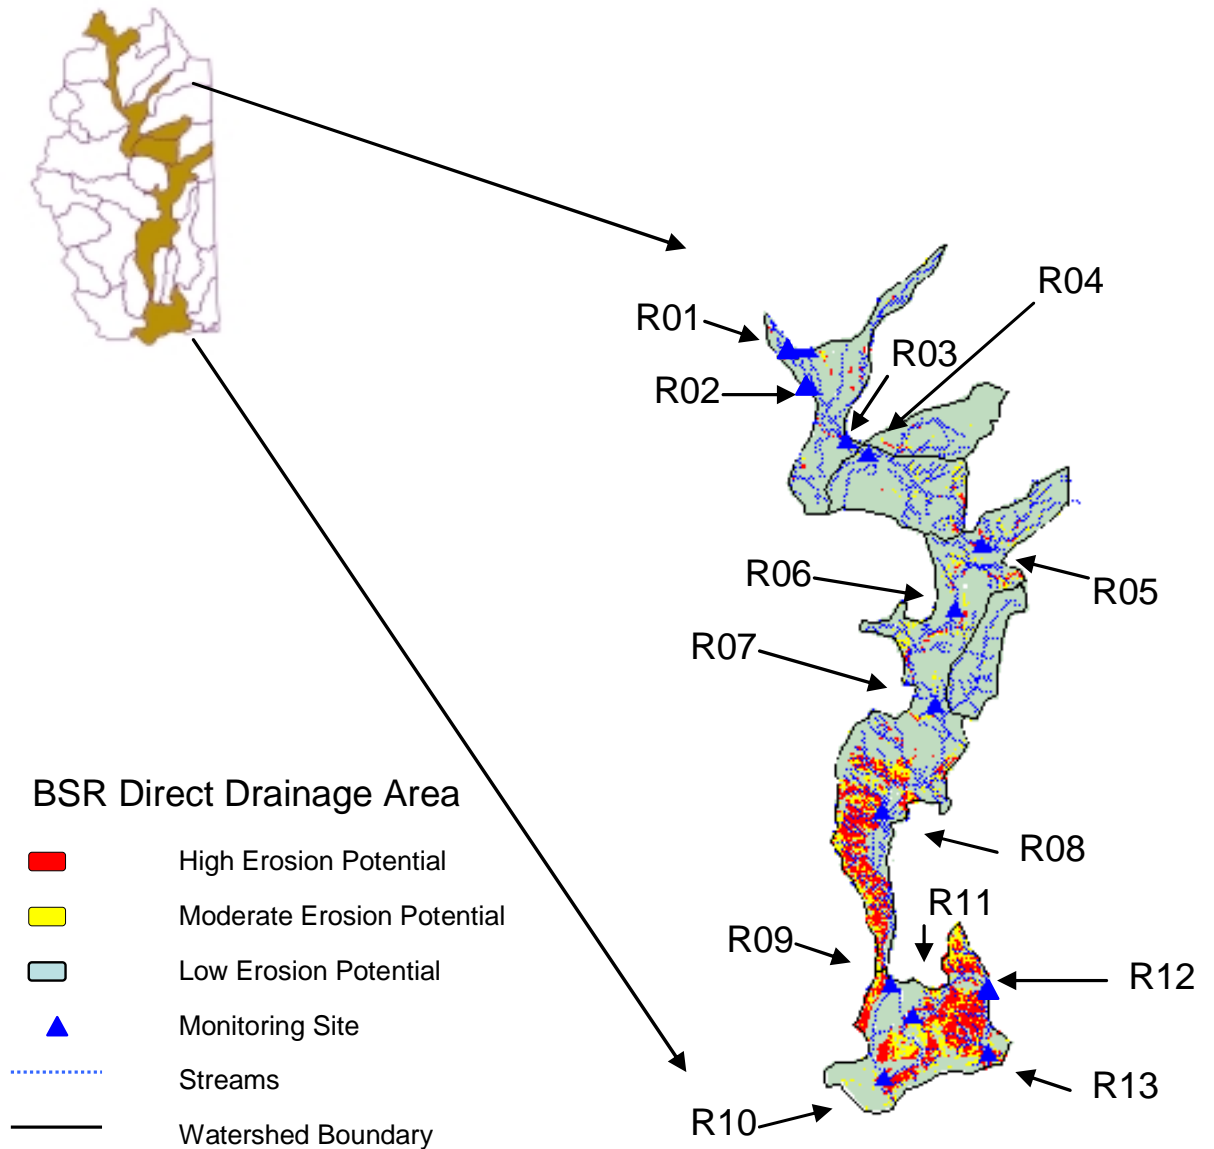 R04
R01
R03
R02
R06
R05
R07
BSR Direct Drainage Area
High Erosion Potential
R08
Moderate Erosion Potential
R11
R09
Low Erosion Potential
R12
Monitoring Site
Streams
R13
R10
Watershed Boundary